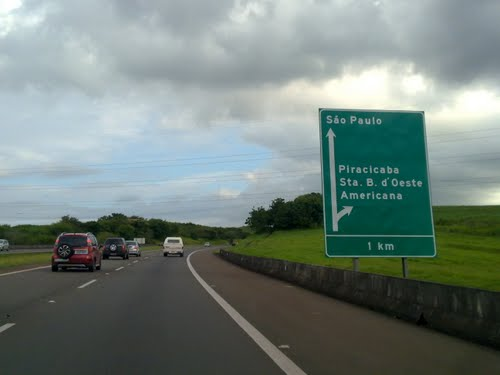 São Paulo
Piracicaba
Sta. B. d'Oeste
Americana
1 km